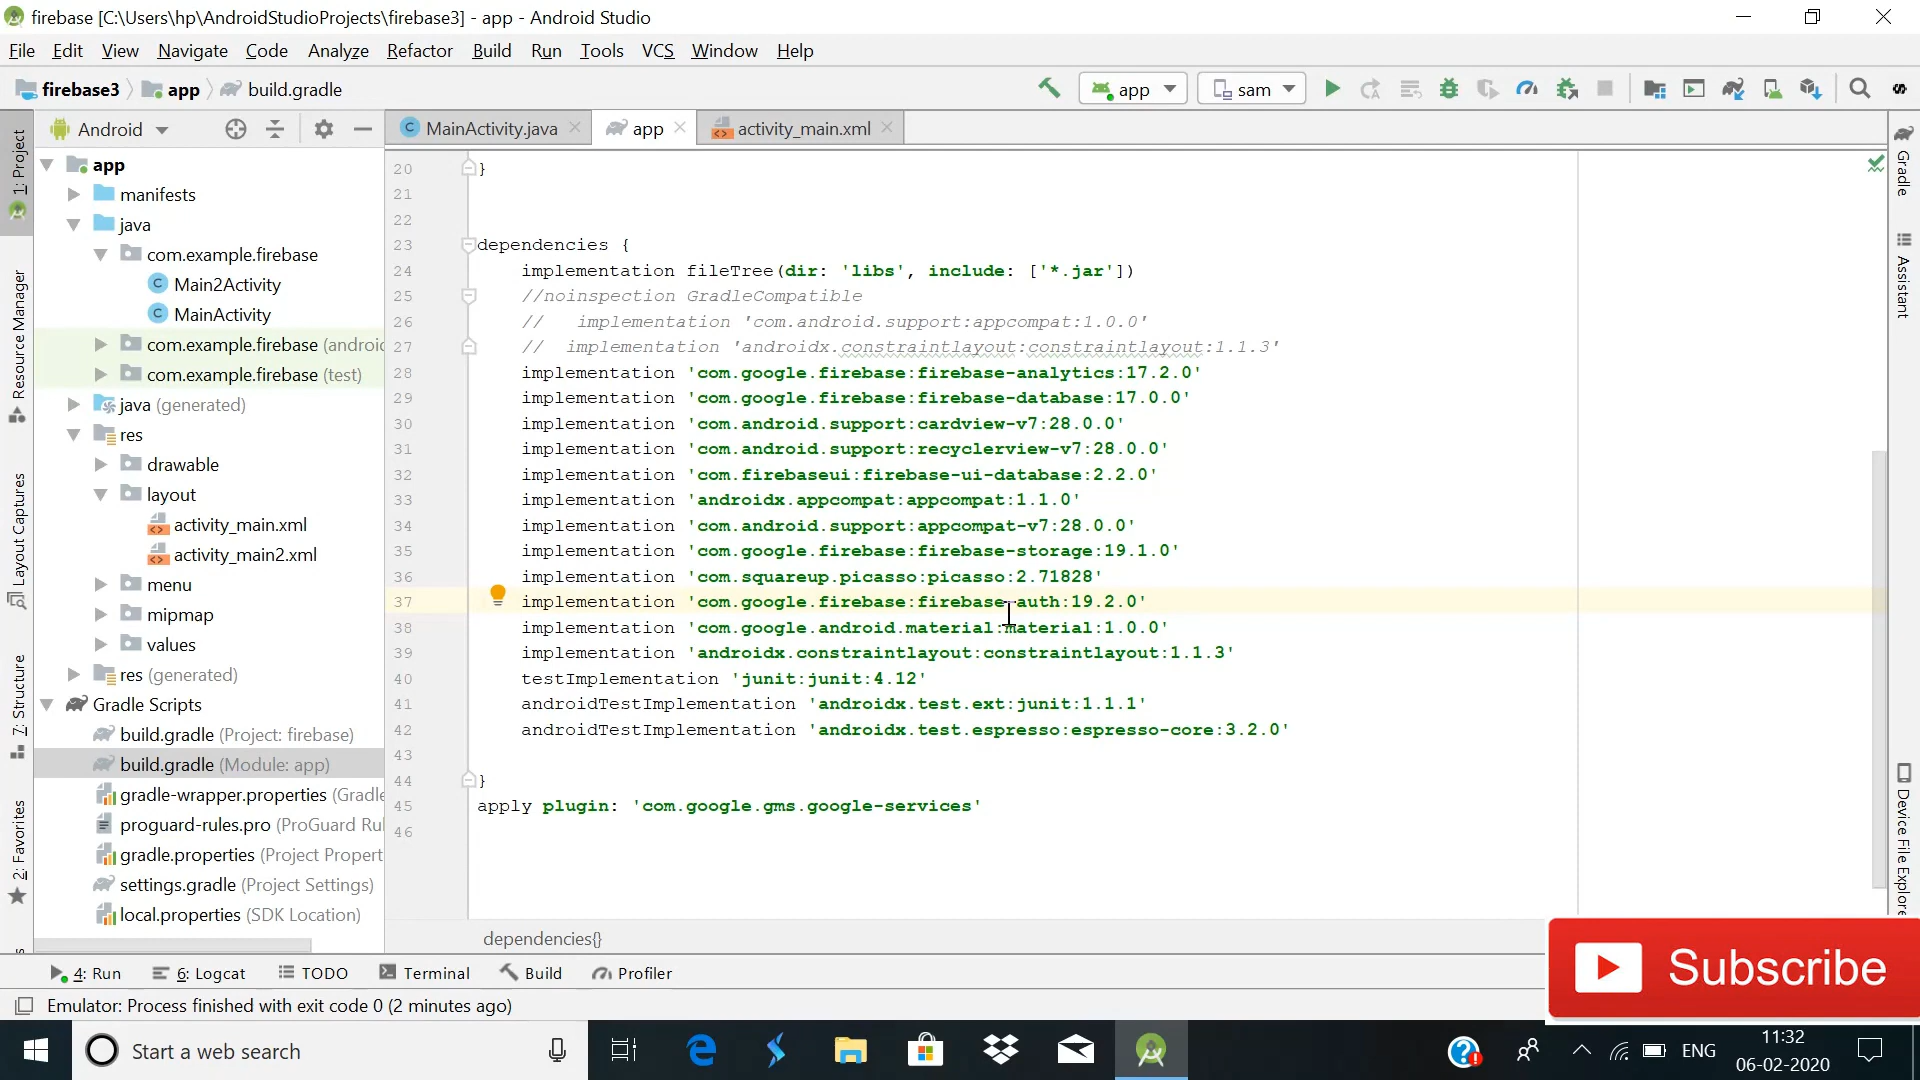 firebase [C:\Users\hp\AndroidStudioProjects\firebase3] - app - Android Studio
File Edit View Navigate Code Analyze Refactor Build Run Tools VCS Window Help
firebase3 app build.gradle
app sam
Android
MainActivity.java app activity_main.xml
1: Project
Resource Manager
Layout Captures
7: Structure
2: Favorites
app
manifests
java
com.example.firebase
Main2Activity
MainActivity
com.example.firebase (androic
com.example.firebase (test)
java (generated)
res
drawable
layout
activity_main.xml
activity_main2.xml
menu
mipmap
values
res (generated)
Gradle Scripts
build.gradle (Project: firebase)
build.gradle (Module: app)
gradle-wrapper.properties (Gradle
proguard-rules.pro (ProGuard Rul
gradle.properties (Project Propert
settings.gradle (Project Settings)
local.properties (SDK Location)
20 }
21
22
23 dependencies {
24 implementation fileTree(dir: 'libs', include: ['*.jar'])
25 //noinspection GradleCompatible
26 // implementation 'com.android.support:appcompat:1.0.0'
27 // implementation 'androidx.constraintlayout:constraintlayout:1.1.3'
28 implementation 'com.google.firebase:firebase-analytics:17.2.0'
29 implementation 'com.google.firebase:firebase-database:17.0.0'
30 implementation 'com.android.support:cardview-v7:28.0.0'
31 implementation 'com.android.support:recyclerview-v7:28.0.0'
32 implementation 'com.firebaseui:firebase-ui-database:2.2.0'
33 implementation 'androidx.appcompat:appcompat:1.1.0'
34 implementation 'com.android.support:appcompat-v7:28.0.0'
35 implementation 'com.google.firebase:firebase-storage:19.1.0'
36 implementation 'com.squareup.picasso:picasso:2.71828'
37 implementation 'com.google.firebase:firebase-auth:19.2.0'
38 implementation 'com.google.android.material:material:1.0.0'
39 implementation 'androidx.constraintlayout:constraintlayout:1.1.3'
40 testImplementation 'junit:junit:4.12'
41 androidTestImplementation 'androidx.test.ext:junit:1.1.1'
42 androidTestImplementation 'androidx.test.espresso:espresso-core:3.2.0'
43
44 }
45 apply plugin: 'com.google.gms.google-services'
46
dependencies{}
Gradle
Assistant
Device File Explore
Subscribe
4: Run 6: Logcat TODO Terminal Build Profiler
Emulator: Process finished with exit code 0 (2 minutes ago)
Start a web search
ENG
11:32
06-02-2020